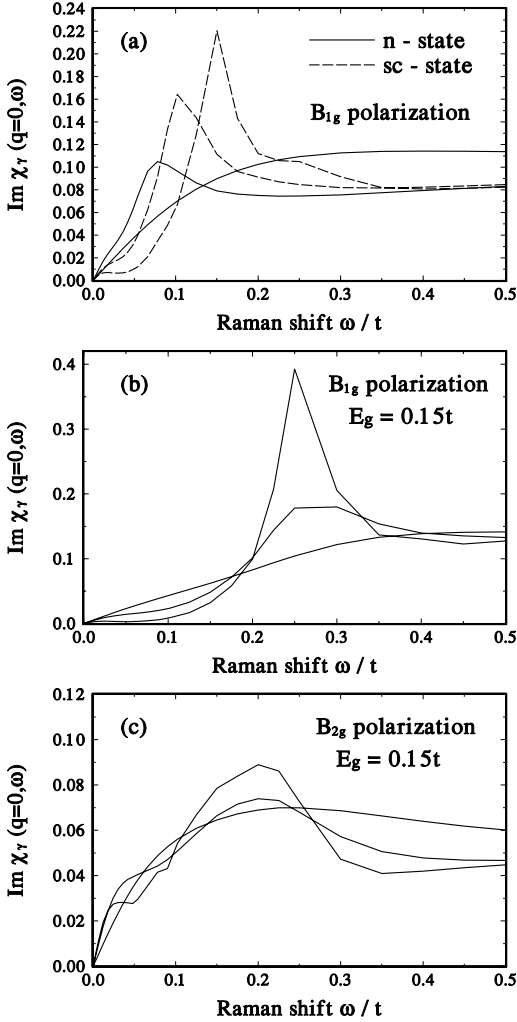 (a)
n - state
sc - state
B1g polarization
Im χγ (q=0,ω)
0.24
0.22
0.20
0.18
0.16
0.14
0.12
0.10
0.08
0.06
0.04
0.02
0.00
0.0 0.1 0.2 0.3 0.4 0.5
Raman shift ω / t
(b)
B1g polarization
Eg = 0.15t
Im χγ (q=0,ω)
0.4
0.3
0.2
0.1
0.0
0.0 0.1 0.2 0.3 0.4 0.5
Raman shift ω / t
(c)
B2g polarization
Eg = 0.15t
Im χγ (q=0,ω)
0.12
0.10
0.08
0.06
0.04
0.02
0.00
0.0 0.1 0.2 0.3 0.4 0.5
Raman shift ω / t